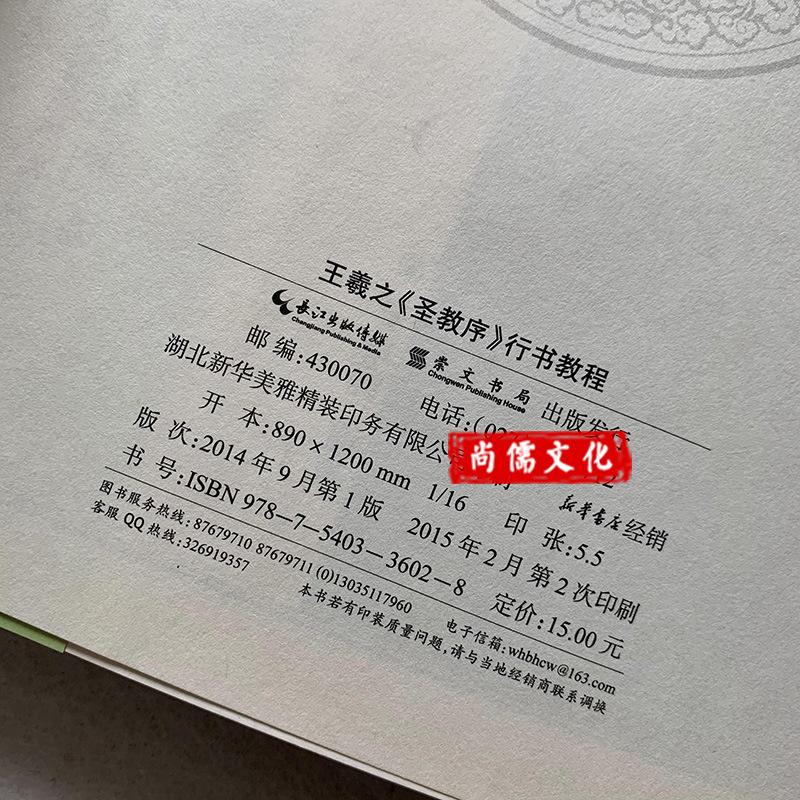 王羲之《圣教序》行书教程
长江出版传媒 崇文书局 出版发行
Changjiang Publishing & Media Chongwen Publishing House
邮 编:430070 电话:(0
湖北新华美雅精装印务有限公 新华书店经销
开 本:890×1200 mm 1/16 印 张:5.5
版 次:2014年9月第1版 2015年2月第2次印刷
书 号:ISBN 978-7-5403-3602-8 定价:15.00元
图书服务热线: 87679710 87679711 (0)13035117960 电子信箱:whbhcw@163.com
客服QQ热线:326919357 本书若有印装质量问题,请与当地经销商联系调换
尚儒文化